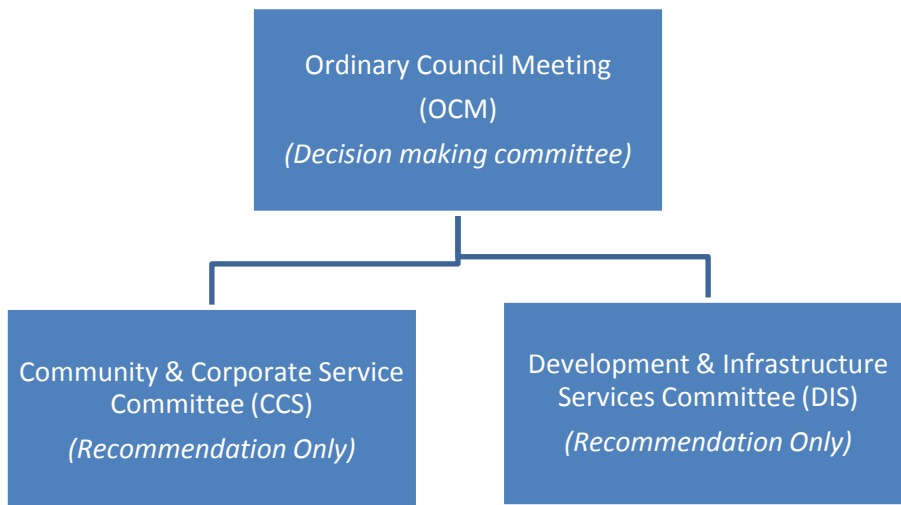 Ordinary Council Meeting
(OCM)
(Decision making committee)
Community & Corporate Service
Committee (CCS)
(Recommendation Only)
Development & Infrastructure
Services Committee (DIS)
(Recommendation Only)